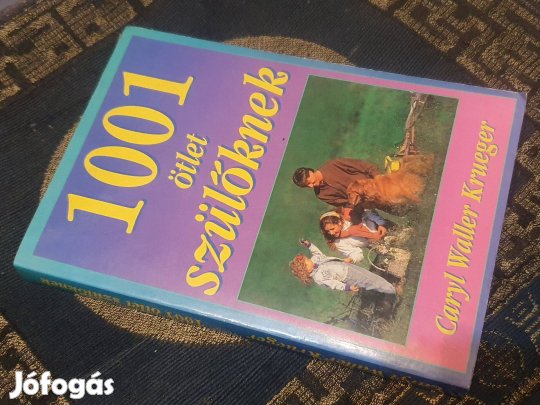 1001
ötlet
szülőknek
Caryl Waller Krueger
Jófogás